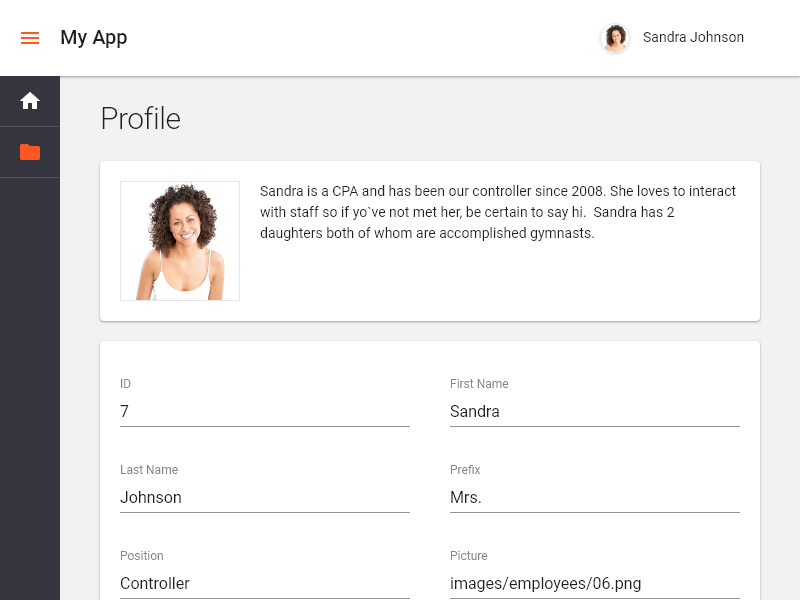 My App
Sandra Johnson
Profile
Sandra is a CPA and has been our controller since 2008. She loves to interact
with staff so if yo`ve not met her, be certain to say hi.  Sandra has 2
daughters both of whom are accomplished gymnasts.
ID
First Name
7
Sandra
Last Name
Prefix
Johnson
Mrs.
Position
Picture
Controller
images/employees/06.png